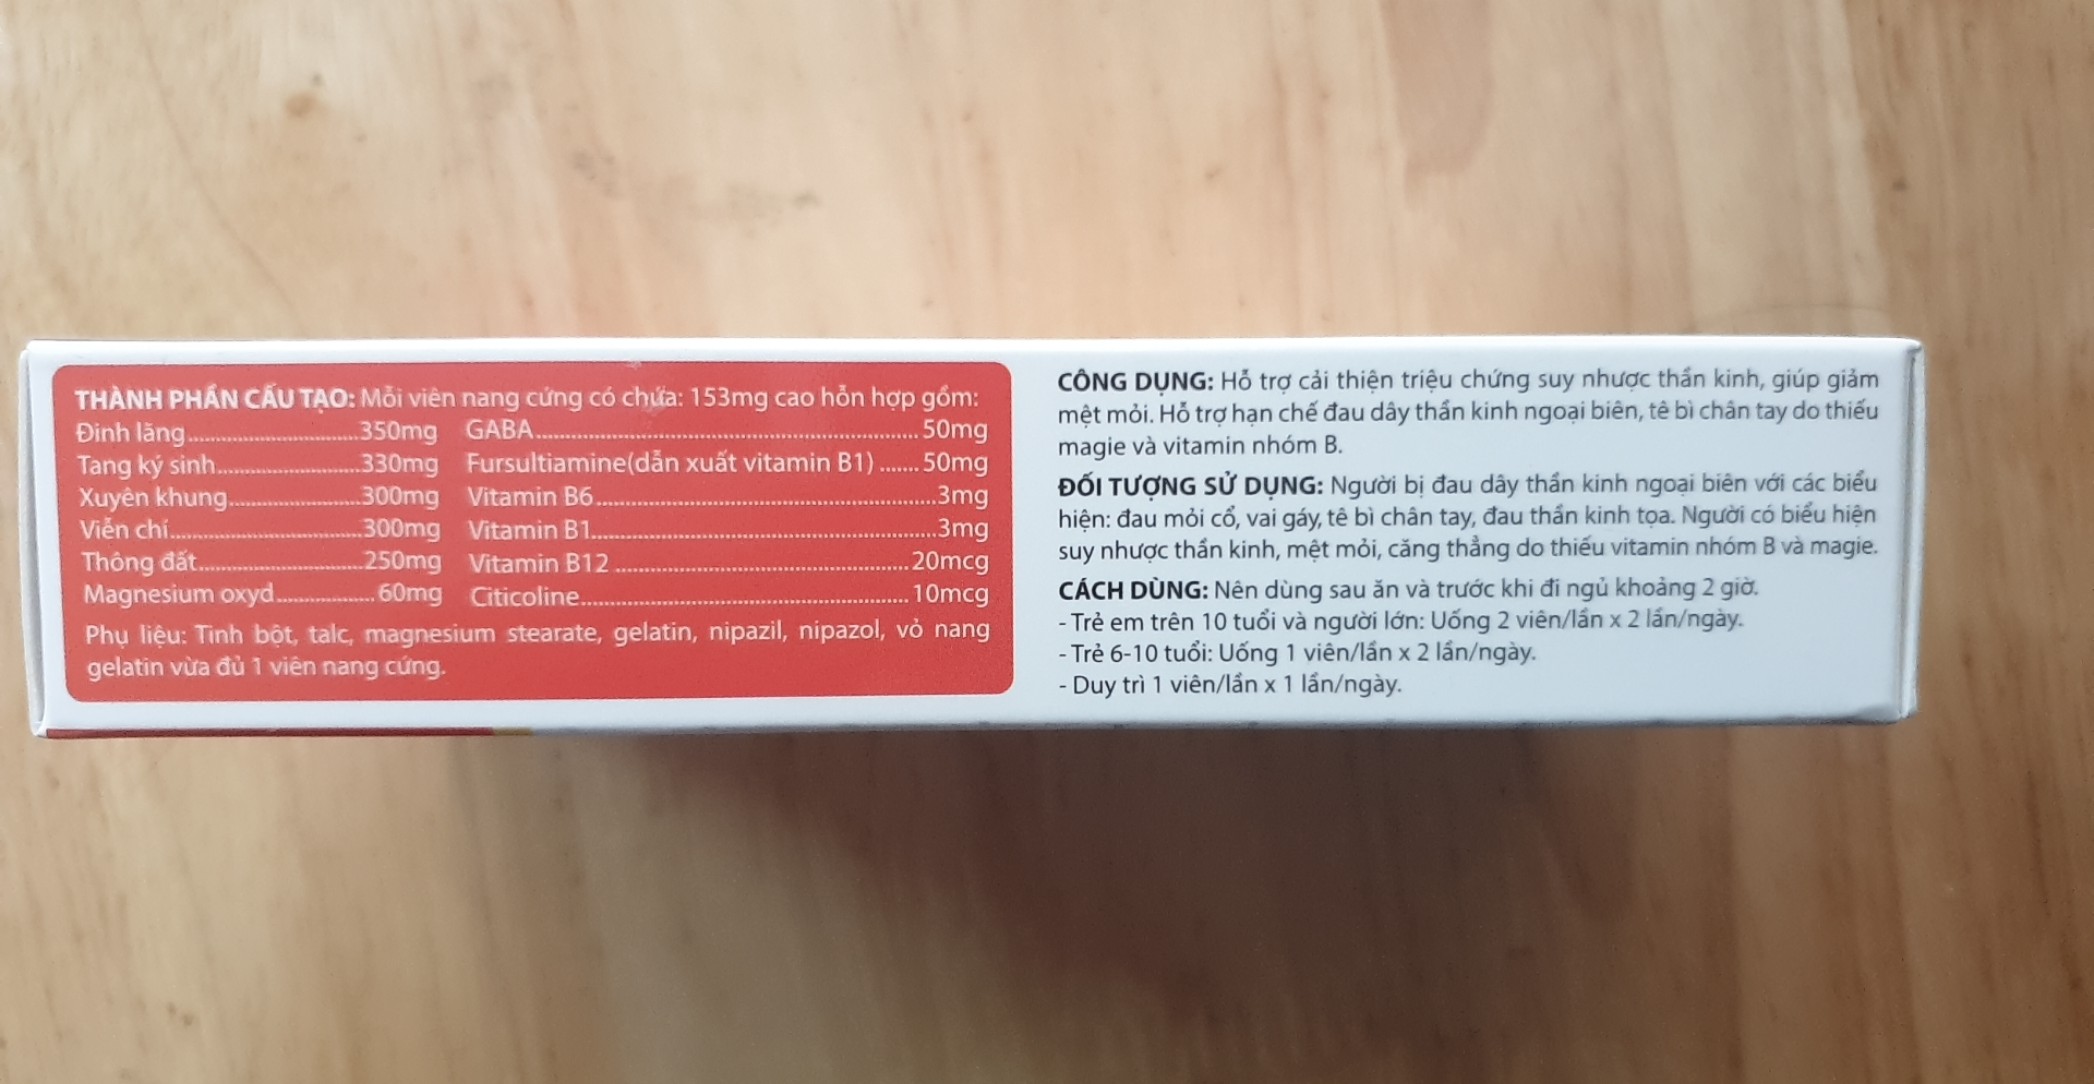 THÀNH PHẦN CẤU TẠO: Mỗi viên nang cứng có chứa: 153mg cao hỗn hợp gồm:
Đinh lăng..........350mg
Tang ký sinh..........330mg
Xuyên khung..........300mg
Viễn chí..........300mg
Thông đất..........250mg
Magnesium oxyd..........60mg
GABA..........50mg
Fursultiamine(dẫn xuất vitamin B1).......50mg
Vitamin B6..........3mg
Vitamin B1..........3mg
Vitamin B12..........20mcg
Citicoline..........10mcg
Phụ liệu: Tinh bột, talc, magnesium stearate, gelatin, nipazil, nipazol, vỏ nang
gelatin vừa đủ 1 viên nang cứng.
CÔNG DỤNG: Hỗ trợ cải thiện triệu chứng suy nhược thần kinh, giúp giảm
mệt mỏi. Hỗ trợ hạn chế đau dây thần kinh ngoại biên, tê bì chân tay do thiếu
magie và vitamin nhóm B.
ĐỐI TƯỢNG SỬ DỤNG: Người bị đau dây thần kinh ngoại biên với các biểu
hiện: đau mỏi cổ, vai gáy, tê bì chân tay, đau thần kinh tọa. Người có biểu hiện
suy nhược thần kinh, mệt mỏi, căng thẳng do thiếu vitamin nhóm B và magie.
CÁCH DÙNG: Nên dùng sau ăn và trước khi đi ngủ khoảng 2 giờ.
- Trẻ em trên 10 tuổi và người lớn: Uống 2 viên/lần x 2 lần/ngày.
- Trẻ 6-10 tuổi: Uống 1 viên/lần x 2 lần/ngày.
- Duy trì 1 viên/lần x 1 lần/ngày.